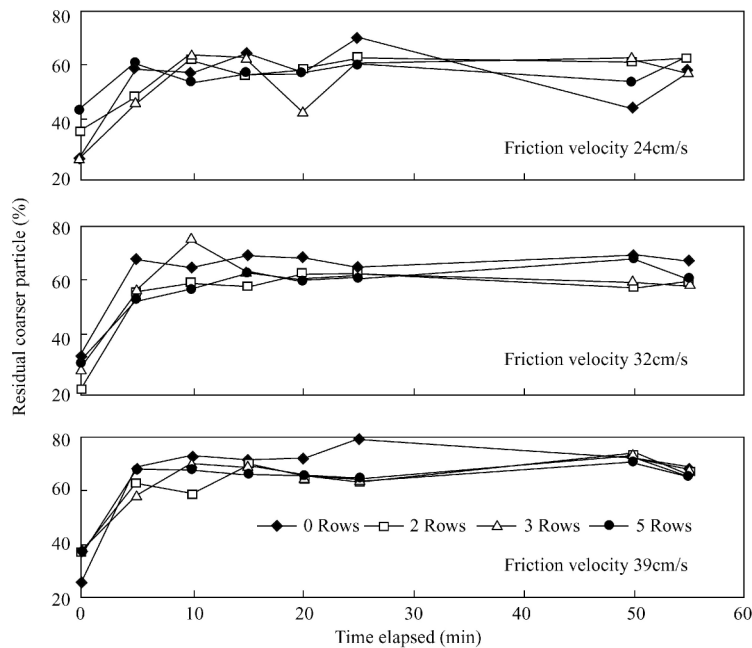 80
60
40
20
Friction velocity 24cm/s
80
60
40
20
Friction velocity 32cm/s
Residual coarser particle (%)
80
60
40
20
0 Rows 2 Rows 3 Rows 5 Rows
Friction velocity 39cm/s
0 10 20 30 40 50 60
Time elapsed (min)